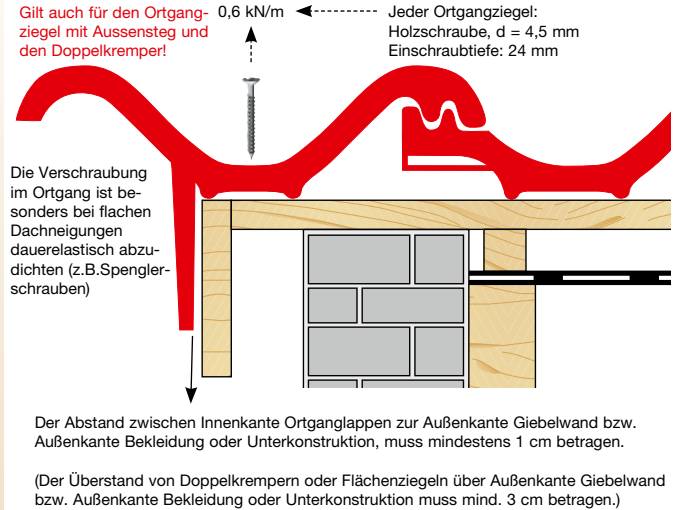 Gilt auch für den Ortgang-
ziegel mit Aussensteg und
den Doppelkremper!
0,6 kN/m
Jeder Ortgangziegel:
Holzschraube, d = 4,5 mm
Einschraubtiefe: 24 mm
Die Verschraubung
im Ortgang ist be-
sonders bei flachen
Dachneigungen
dauerelastisch abzu-
dichten (z.B.Spengler-
schrauben)
Der Abstand zwischen Innenkante Ortganglappen zur Außenkante Giebelwand bzw.
Außenkante Bekleidung oder Unterkonstruktion, muss mindestens 1 cm betragen.
(Der Überstand von Doppelkrempern oder Flächenziegeln über Außenkante Giebelwand
bzw. Außenkante Bekleidung oder Unterkonstruktion muss mind. 3 cm betragen.)